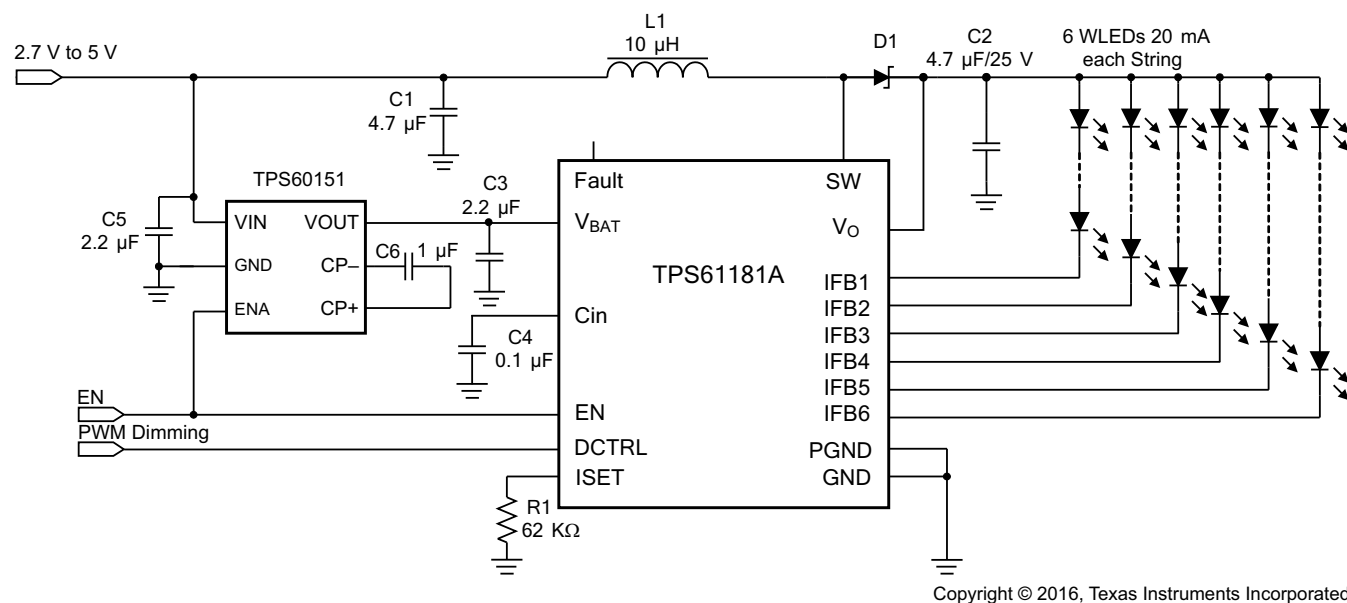 2.7 V to 5 V
L1
10 µH
D1
C2
4.7 µF/25 V
6 WLEDs 20 mA
each String
C1
4.7 µF
TPS60151
C5
2.2 µF
VIN
VOUT
GND
CP–
ENA
CP+
C6
1 µF
C3
2.2 µF
C4
0.1 µF
Fault
SW
VBAT
VO
TPS61181A
IFB1
IFB2
Cin
IFB3
IFB4
IFB5
IFB6
EN
EN
PWM Dimming
DCTRL
PGND
ISET
GND
R1
62 KΩ
Copyright © 2016, Texas Instruments Incorporated